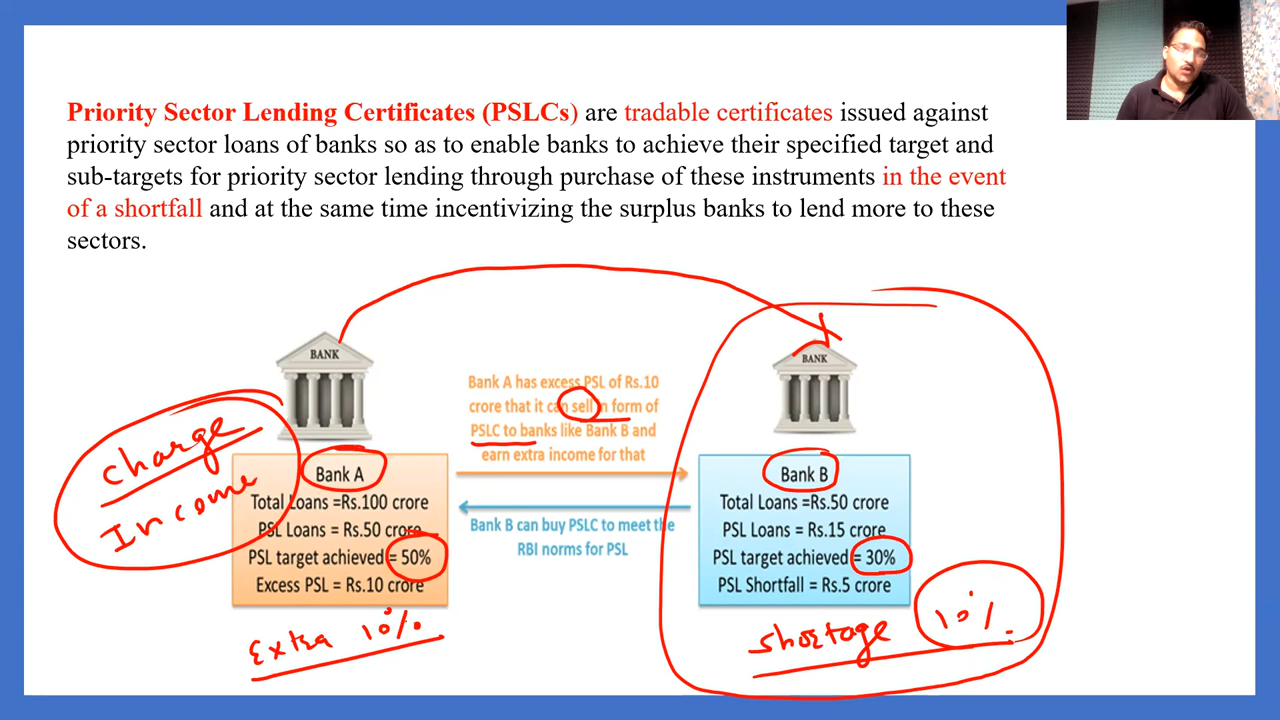 Priority Sector Lending Certificates (PSLCs) are tradable certificates issued against
priority sector loans of banks so as to enable banks to achieve their specified target and
sub-targets for priority sector lending through purchase of these instruments in the event
of a shortfall and at the same time incentivizing the surplus banks to lend more to these
sectors.
BANK
BANK
Bank A has excess PSL of Rs.10
crore that it can sell in form of
PSLC to banks like Bank B and
earn extra income for that
Bank B can buy PSLC to meet the
RBI norms for PSL
charge
Income
Bank A
Total Loans =Rs.100 crore
PSL Loans = Rs.50 crore
PSL target achieved = 50%
Excess PSL = Rs.10 crore
Extra 10%
Bank B
Total Loans =Rs.50 crore
PSL Loans = Rs.15 crore
PSL target achieved = 30%
PSL Shortfall = Rs.5 crore
shortage 10%